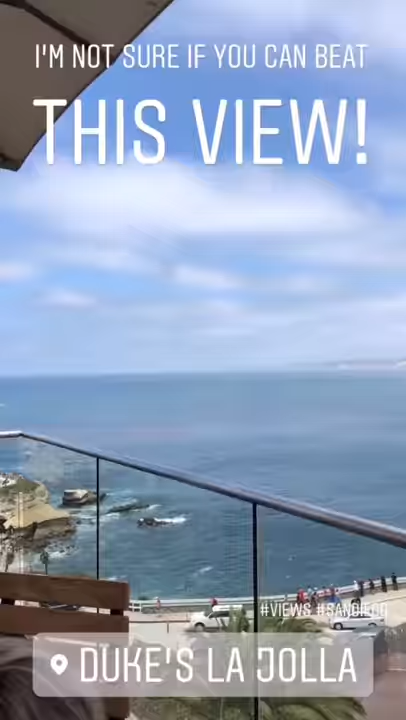 I'M NOT SURE IF YOU CAN BEAT
THIS VIEW!
#VIEWS #SANDIEGO
DUKE'S LA JOLLA